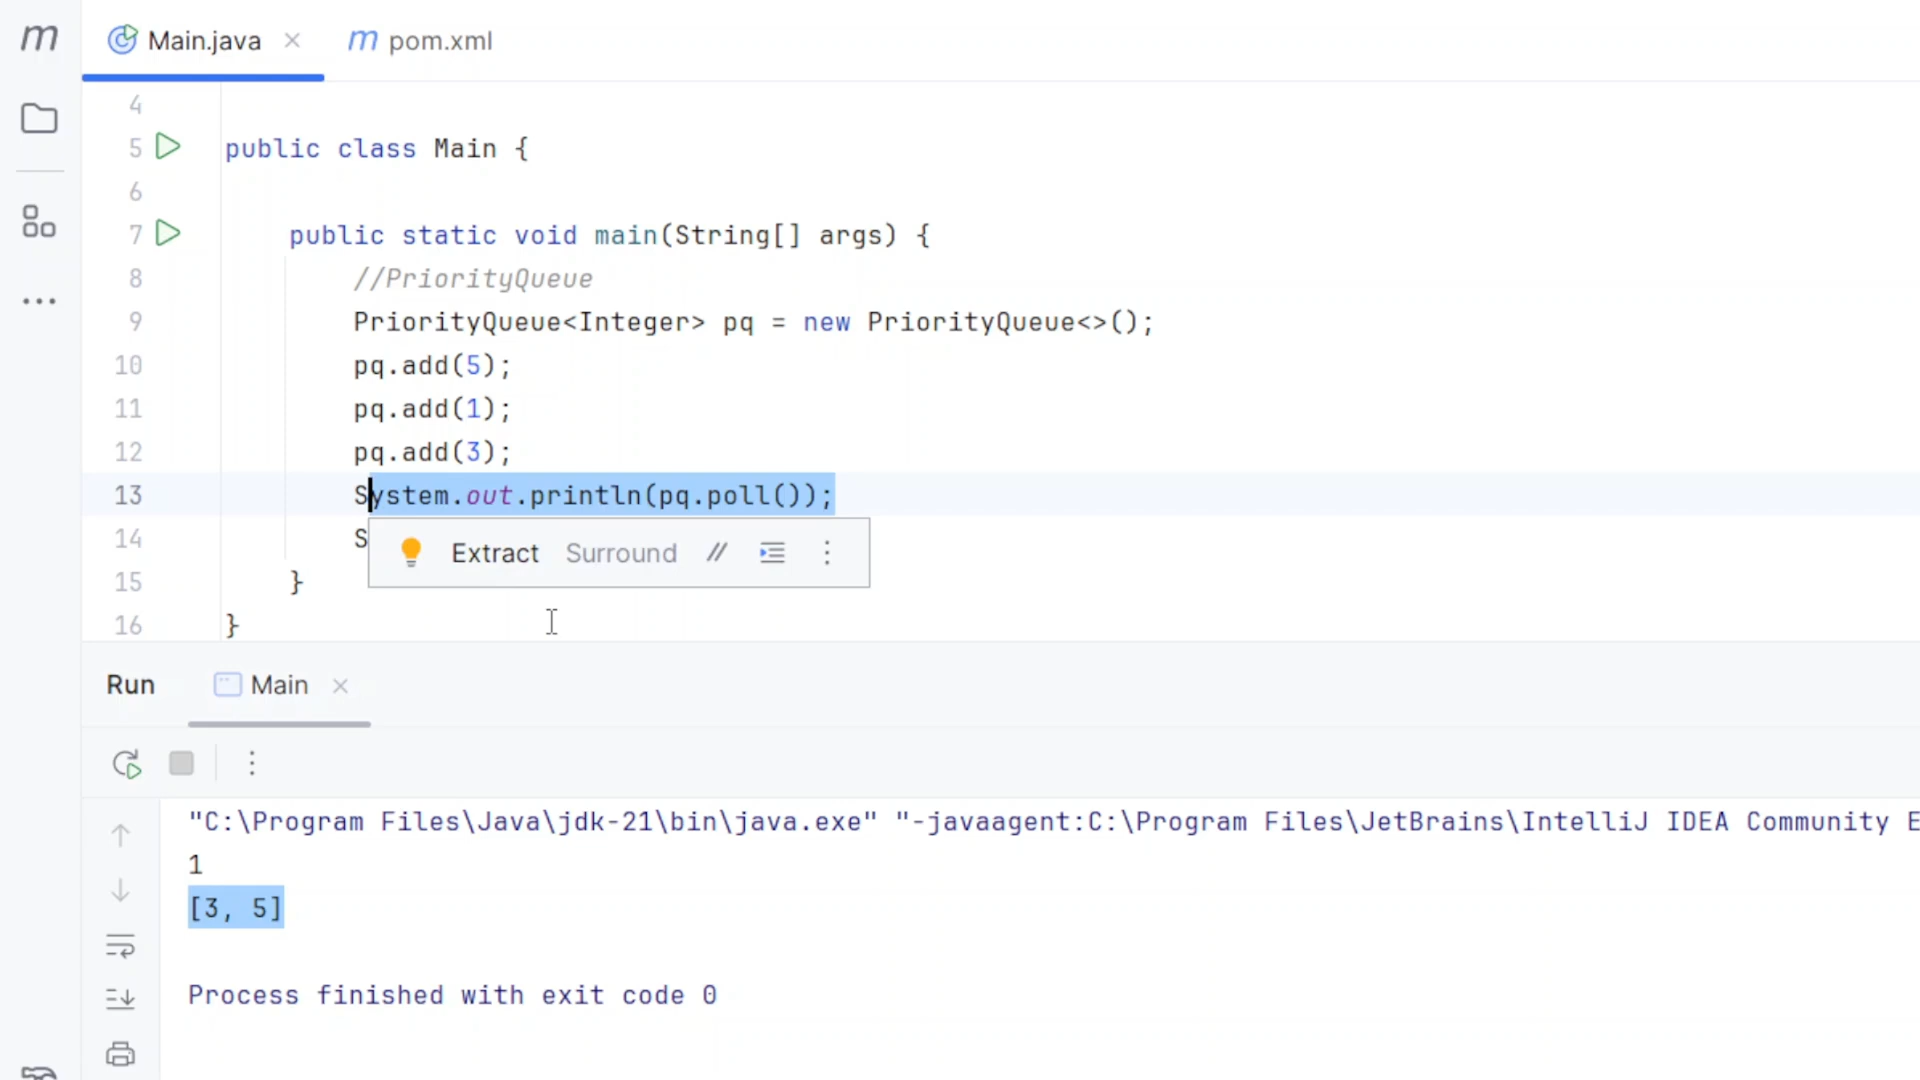 Main.java
pom.xml
4
5 public class Main {
6
7 public static void main(String[] args) {
8 //PriorityQueue
9 PriorityQueue<Integer> pq = new PriorityQueue<>();
10 pq.add(5);
11 pq.add(1);
12 pq.add(3);
13 System.out.println(pq.poll());
14 S
Extract Surround //
15 }
16 }
Run Main
"C:\Program Files\Java\jdk-21\bin\java.exe" "-javaagent:C:\Program Files\JetBrains\IntelliJ IDEA Community E
1
[3, 5]
Process finished with exit code 0